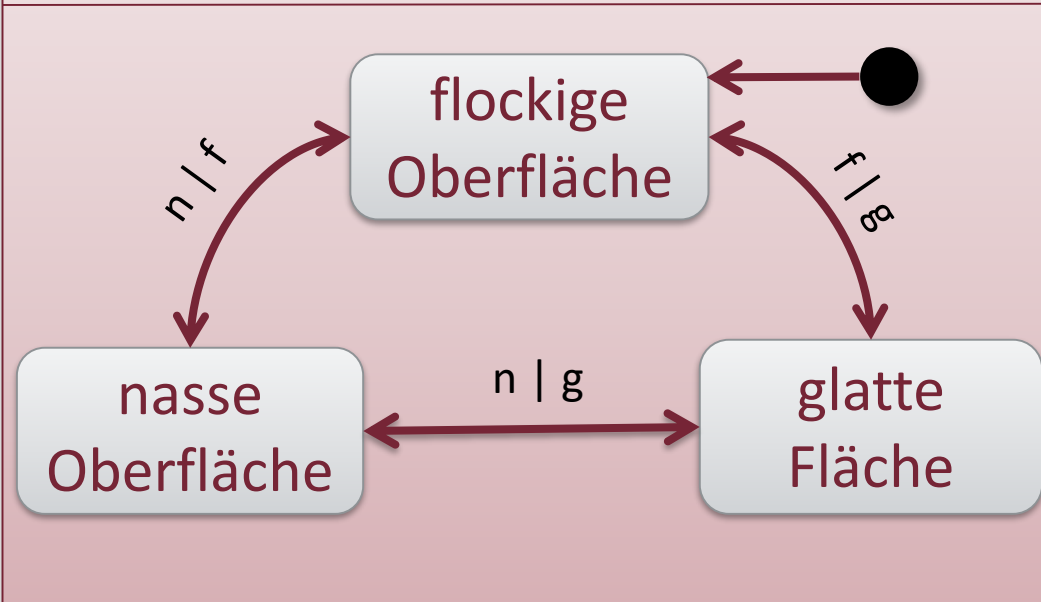 flockige
Oberfläche
n | f
f | g
n | g
nasse
Oberfläche
glatte
Fläche